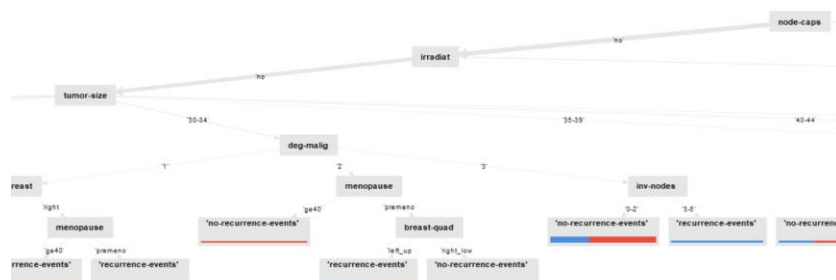 node-caps
'no'
irradiat
'no
tumor-size
'30-34'
'35-39'
'40-44'
deg-malig
'1'
'2
'3'
reast
menopause
inv-nodes
'right
'ge40'
'premeno'
'0-2'
'3-5'
menopause
'no-recurrence-events'
breast-quad
'no-recurrence-events'
'recurrence-events'
'no-recurre
'ge40'
'premeno
'left_up
'right_low
rrence-events'
'recurrence-events'
'recurrence-events'
'no-recurrence-events'